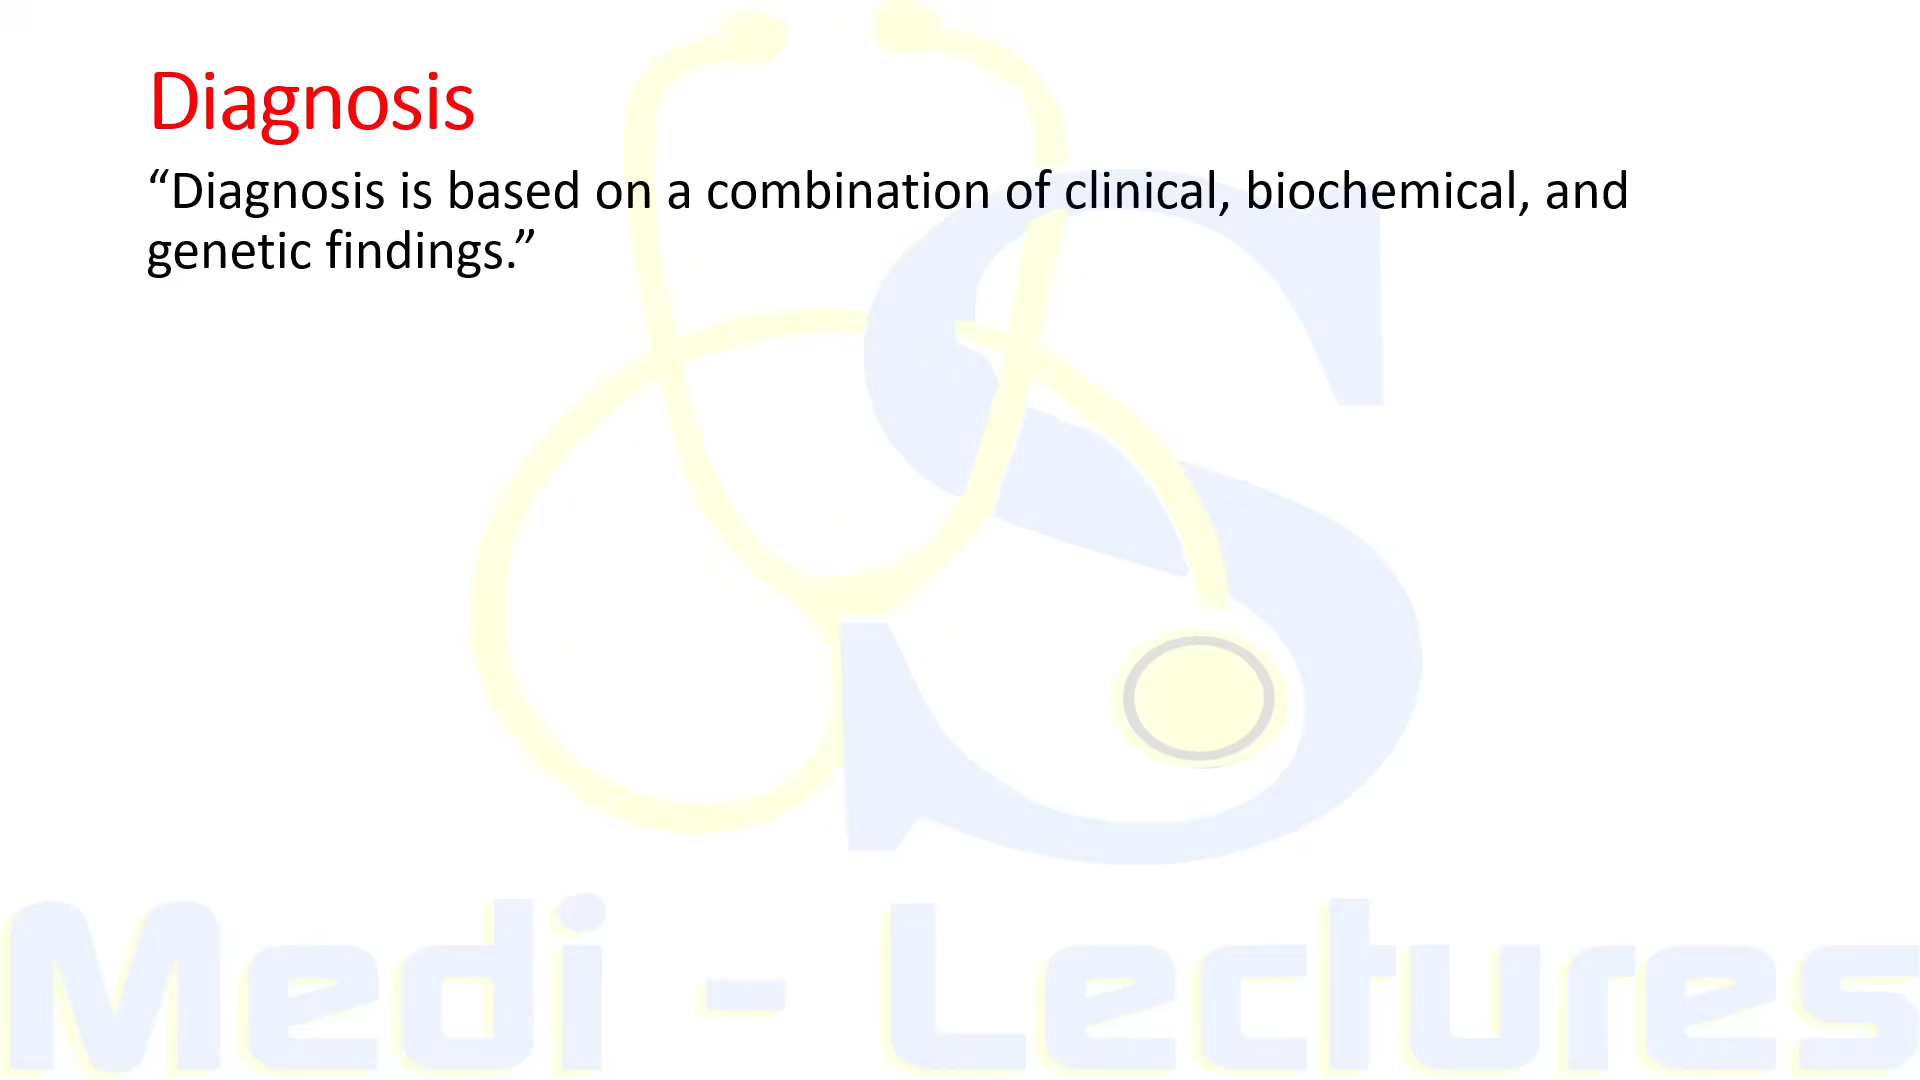 Diagnosis
“Diagnosis is based on a combination of clinical, biochemical, and
genetic findings.”
S
Medi - Lectures